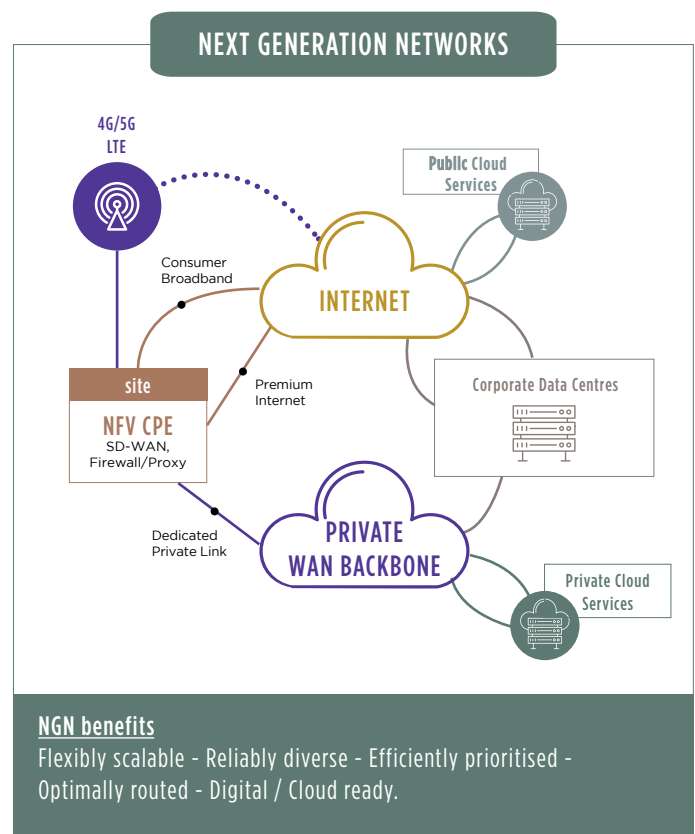 NEXT GENERATION NETWORKS
4G/5G
LTE
Public Cloud
Services
Consumer
Broadband
INTERNET
site
NFV CPE
SD-WAN,
Firewall/Proxy
Premium
Internet
Corporate Data Centres
Dedicated
Private Link
PRIVATE
WAN BACKBONE
Private Cloud
Services
NGN benefits
Flexibly scalable - Reliably diverse - Efficiently prioritised -
Optimally routed - Digital / Cloud ready.